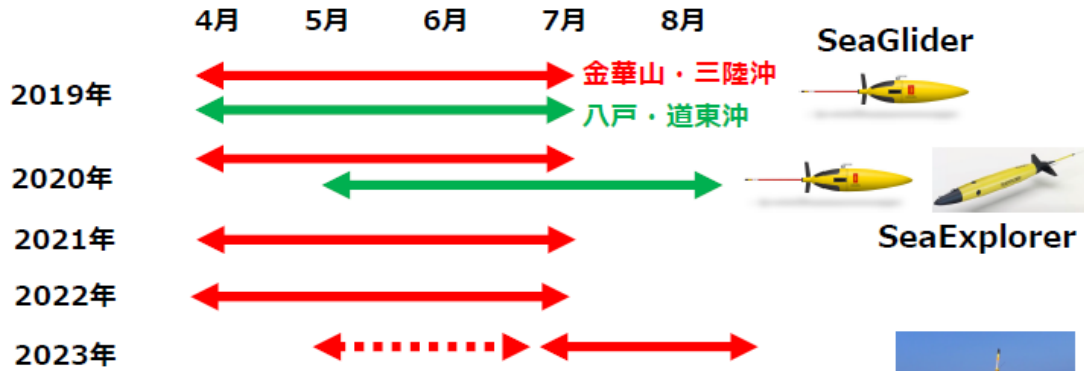 4月 5月 6月 7月 8月
SeaGlider
2019年
金華山・三陸沖
八戸・道東沖
2020年
SeaExplorer
2021年
2022年
2023年